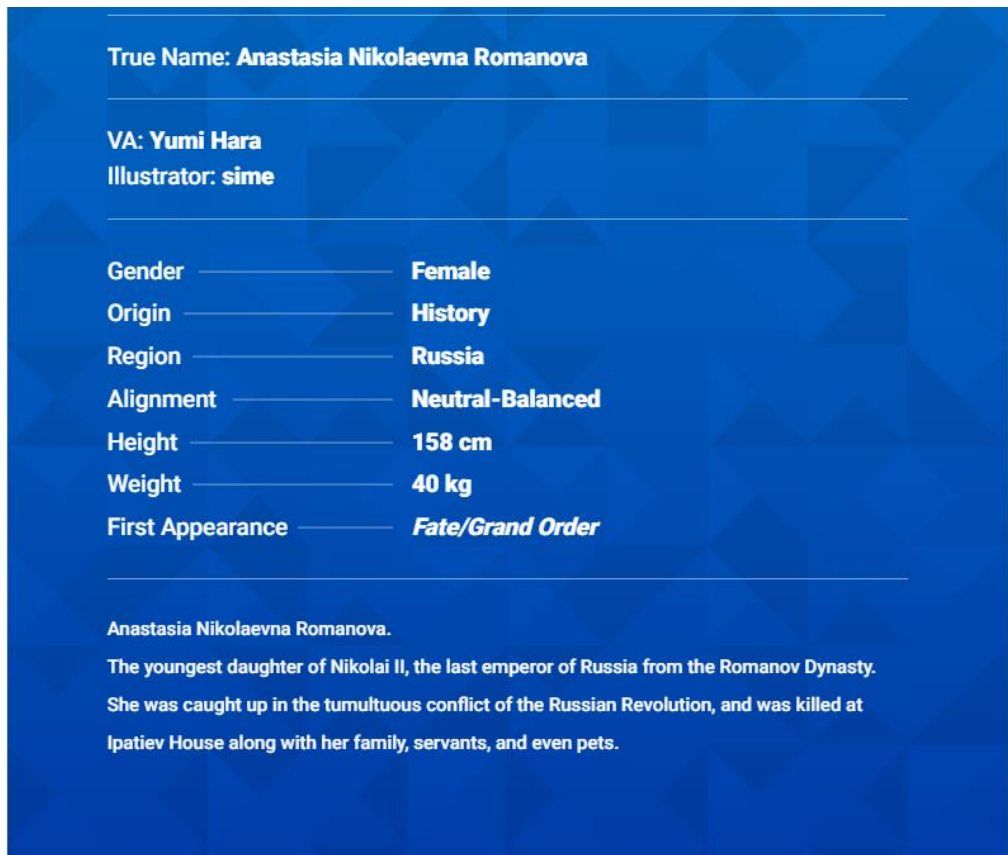 True Name: Anastasia Nikolaevna Romanova
VA: Yumi Hara
Illustrator: sime
Gender Female
Origin History
Region Russia
Alignment Neutral-Balanced
Height 158 cm
Weight 40 kg
First Appearance Fate/Grand Order
Anastasia Nikolaevna Romanova.
The youngest daughter of Nikolai II, the last emperor of Russia from the Romanov Dynasty.
She was caught up in the tumultuous conflict of the Russian Revolution, and was killed at
Ipatiev House along with her family, servants, and even pets.